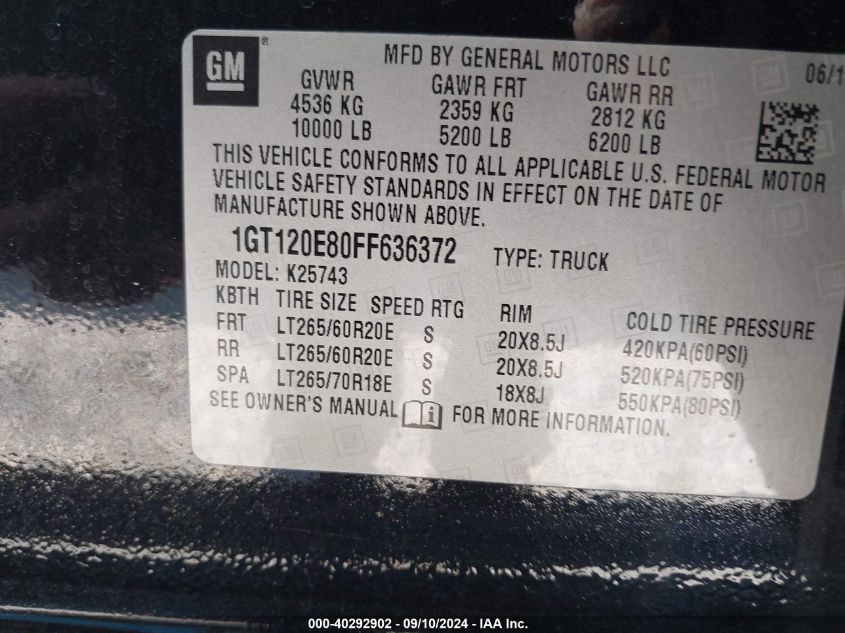 GM ®
MFD BY GENERAL MOTORS LLC
06/1
GVWR GAWR FRT GAWR RR
4536 KG 2359 KG 2812 KG
10000 LB 5200 LB 6200 LB
THIS VEHICLE CONFORMS TO ALL APPLICABLE U.S. FEDERAL MOTOR
VEHICLE SAFETY STANDARDS IN EFFECT ON THE DATE OF
MANUFACTURE SHOWN ABOVE.
1GT120E80FF636372 TYPE: TRUCK
MODEL: K25743
KBTH TIRE SIZE SPEED RTG RIM COLD TIRE PRESSURE
FRT LT265/60R20E S 20X8.5J 420KPA(60PSI)
RR LT265/60R20E S 20X8.5J 520KPA(75PSI)
SPA LT265/70R18E S 18X8J 550KPA(80PSI)
SEE OWNER'S MANUAL i FOR MORE INFORMATION.
000-40292902 - 09/10/2024 - IAA Inc.